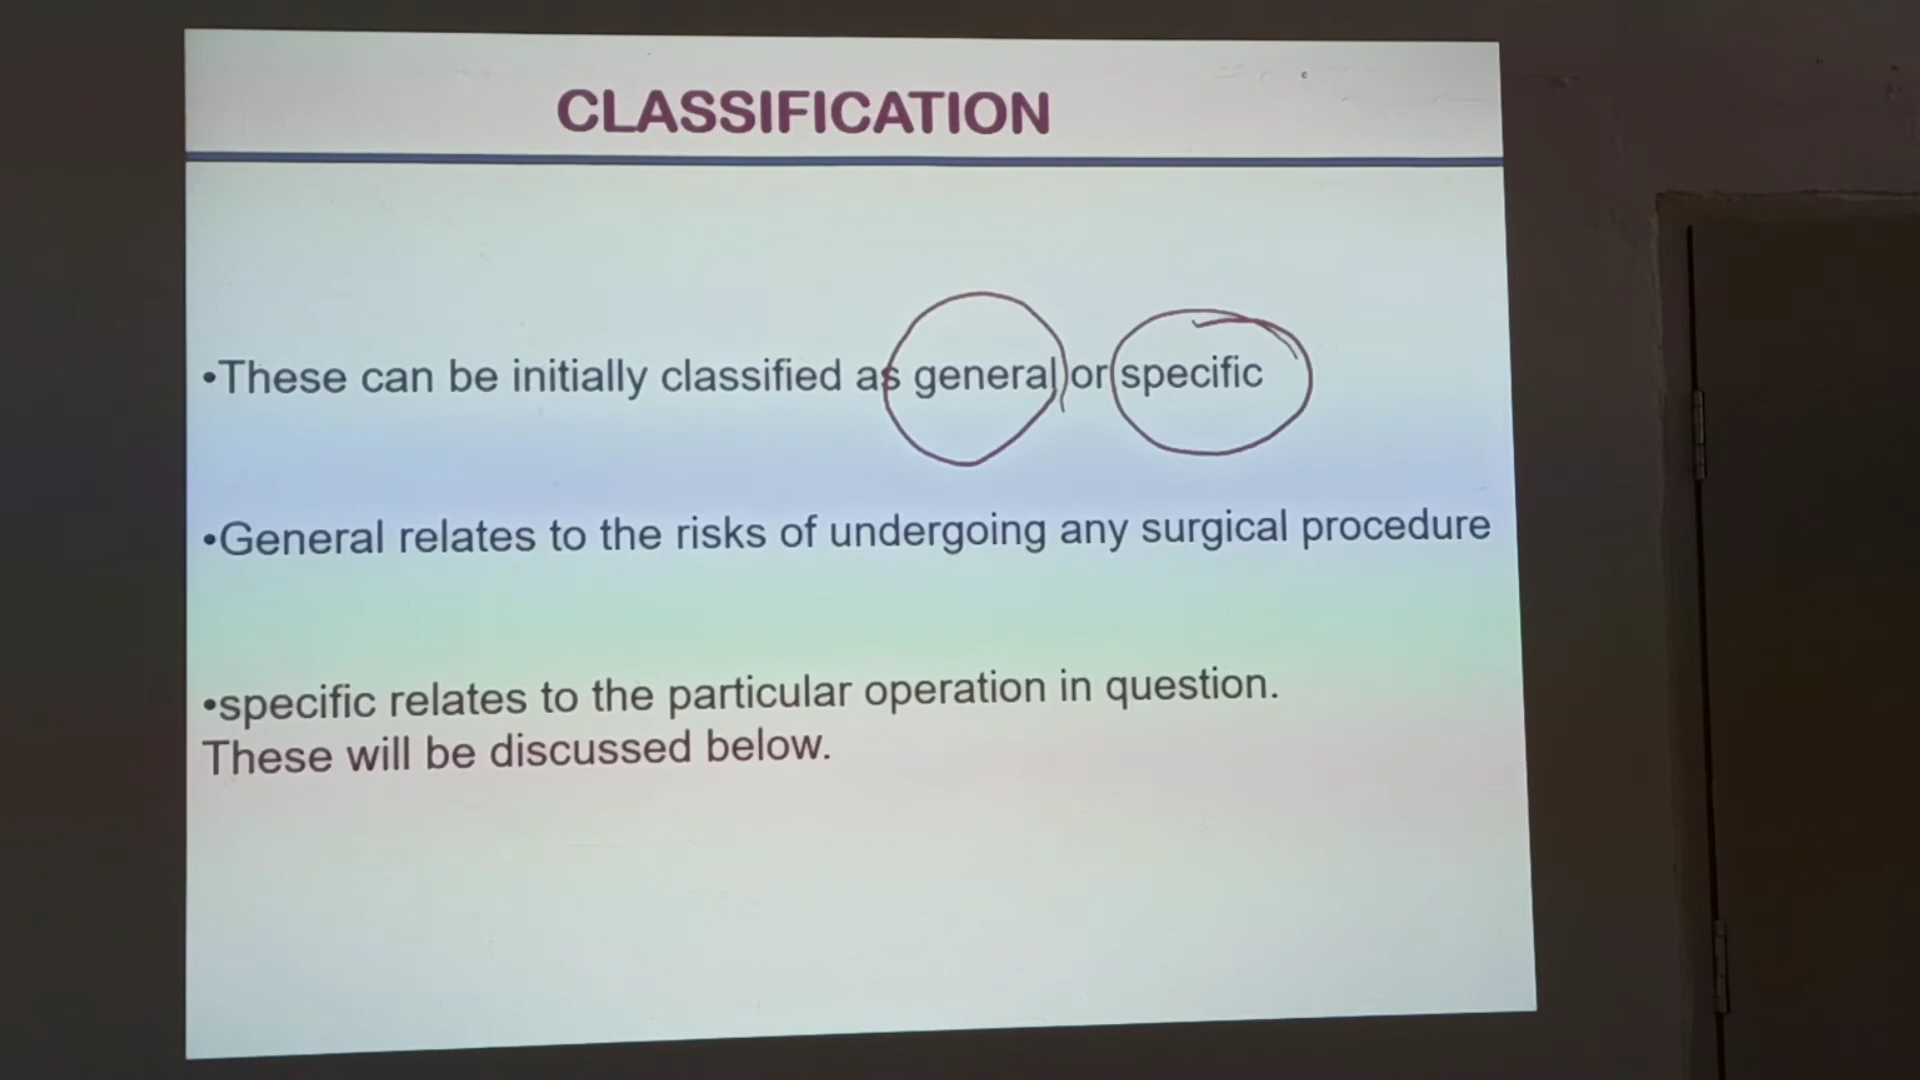 CLASSIFICATION
•These can be initially classified as general or specific
•General relates to the risks of undergoing any surgical procedure
•specific relates to the particular operation in question.
These will be discussed below.